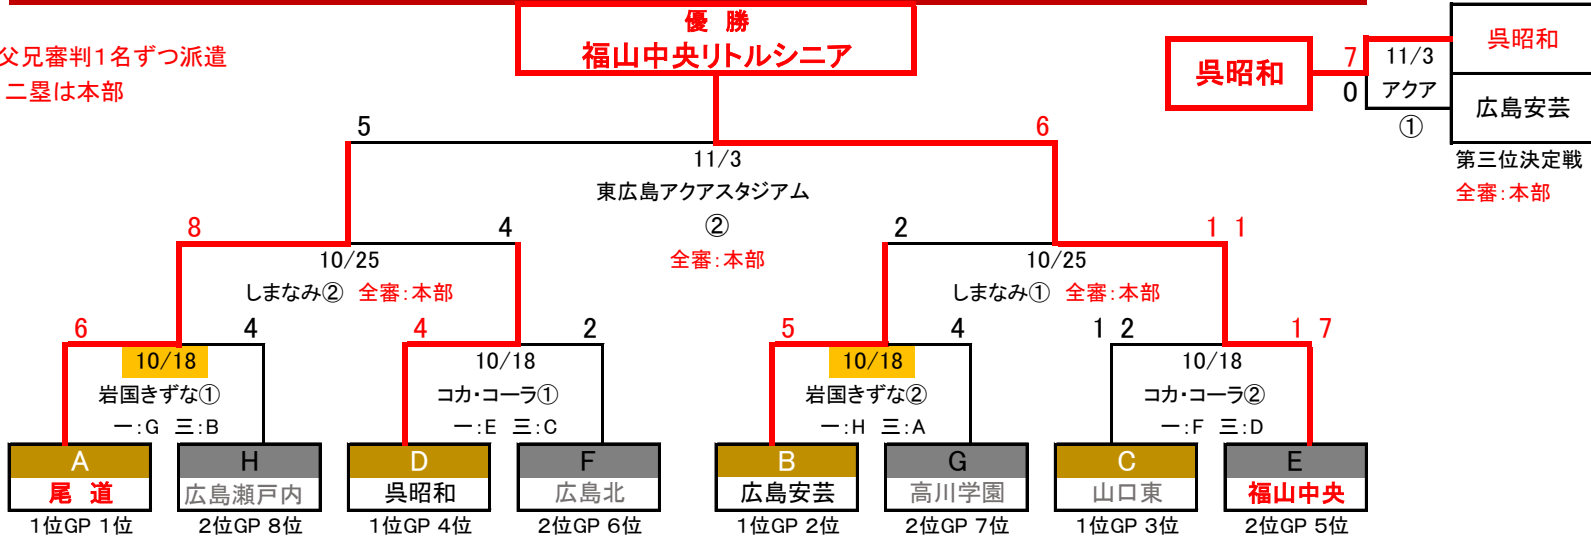 優 勝
福山中央リトルシニア
父兄審判1名ずつ派遣
二塁は本部
呉昭和
7
0
11/3
アクア
①
呉昭和
広島安芸
第三位決定戦
全審:本部
5
6
11/3
東広島アクアスタジアム
②
全審:本部
8
4
10/25
しまなみ② 全審:本部
2
1 1
10/25
しまなみ① 全審:本部
6
4
10/18
岩国きずな①
一:G 三:B
4
2
10/18
コカ・コーラ①
一:E 三:C
5
4
10/18
岩国きずな②
一:H 三:A
1 2
1 7
10/18
コカ・コーラ②
一:F 三:D
A
尾 道
1位GP 1位
H
広島瀬戸内
2位GP 8位
D
呉昭和
1位GP 4位
F
広島北
2位GP 6位
B
広島安芸
1位GP 2位
G
高川学園
2位GP 7位
C
山口東
1位GP 3位
E
福山中央
2位GP 5位